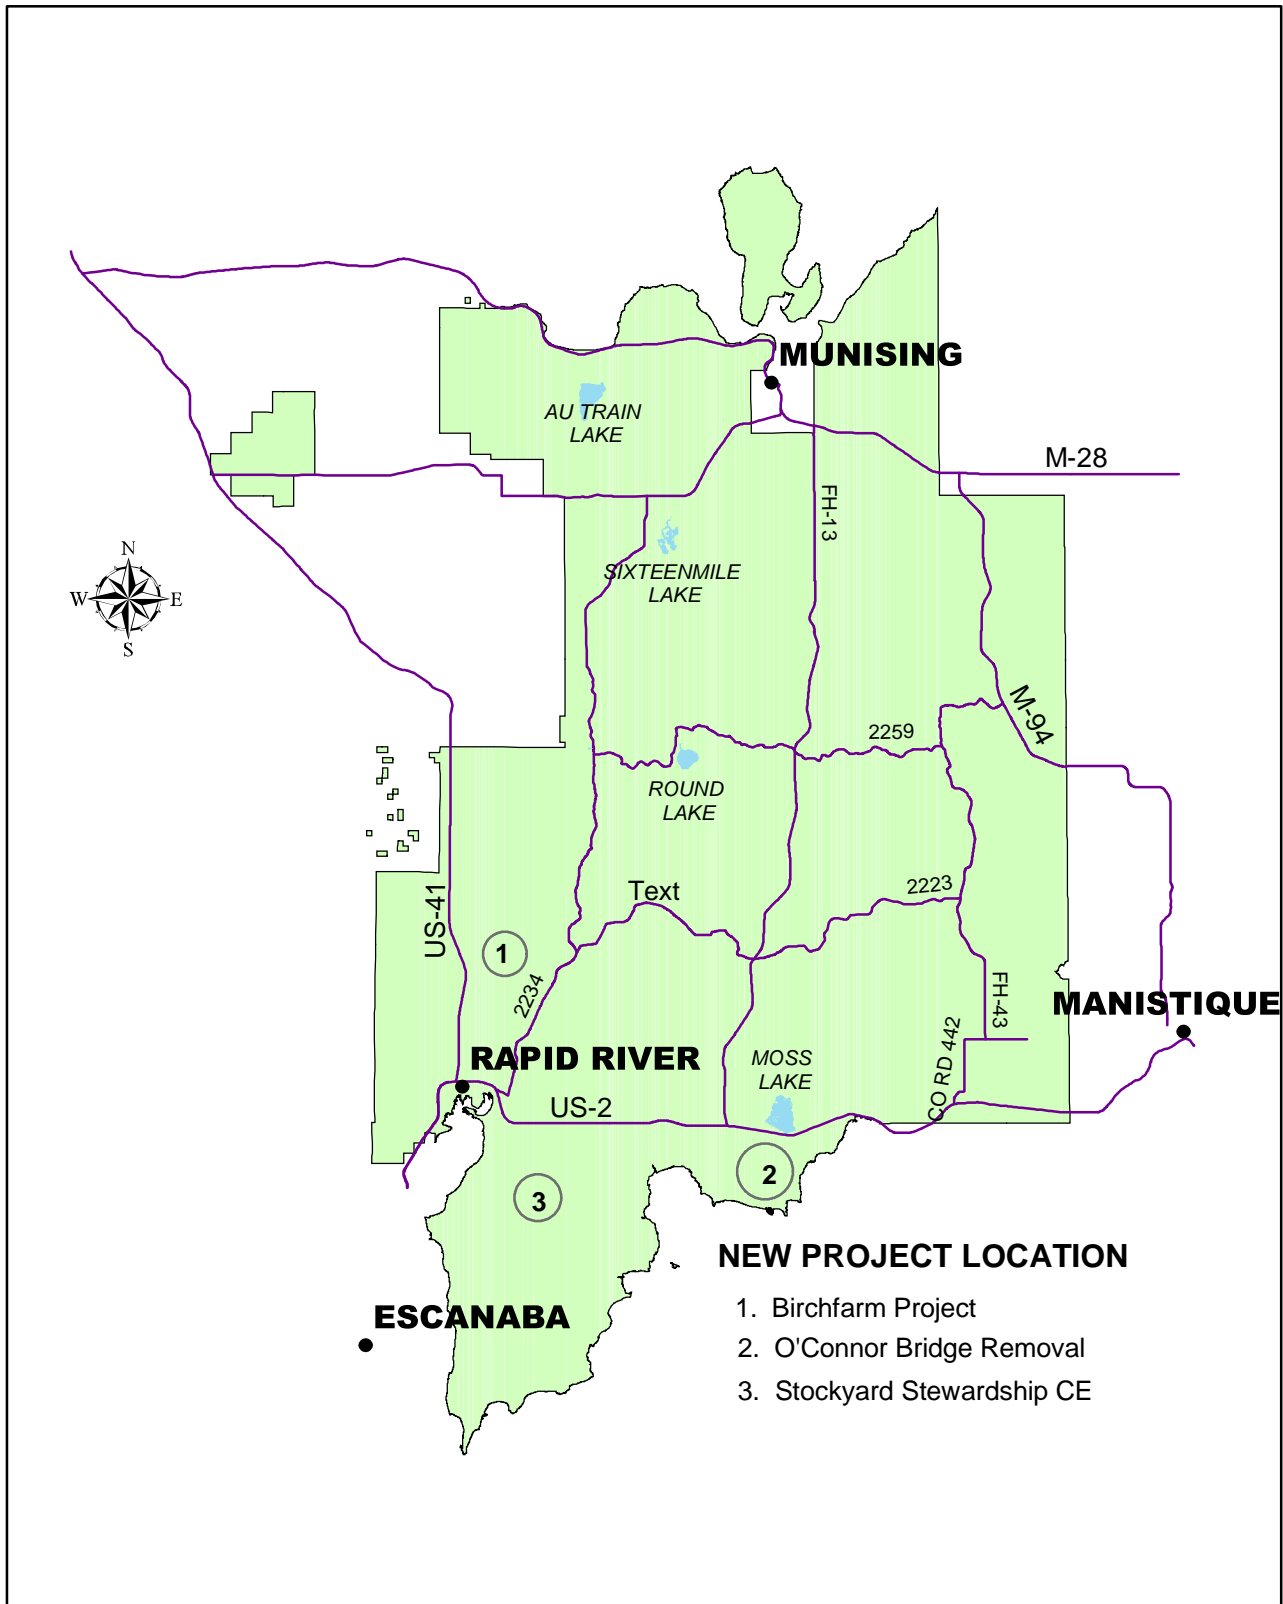 MUNISING
AU TRAIN
LAKE
M-28
FH-13
N
W
E
S
SIXTEENMILE
LAKE
M-94
2259
ROUND
LAKE
Text
2223
US-41
1
2234
FH-43
MANISTIQUE
RAPID RIVER
MOSS
LAKE
CO RD 442
US-2
2
3
NEW PROJECT LOCATION
1. Birchfarm Project
ESCANABA
2. O'Connor Bridge Removal
3. Stockyard Stewardship CE